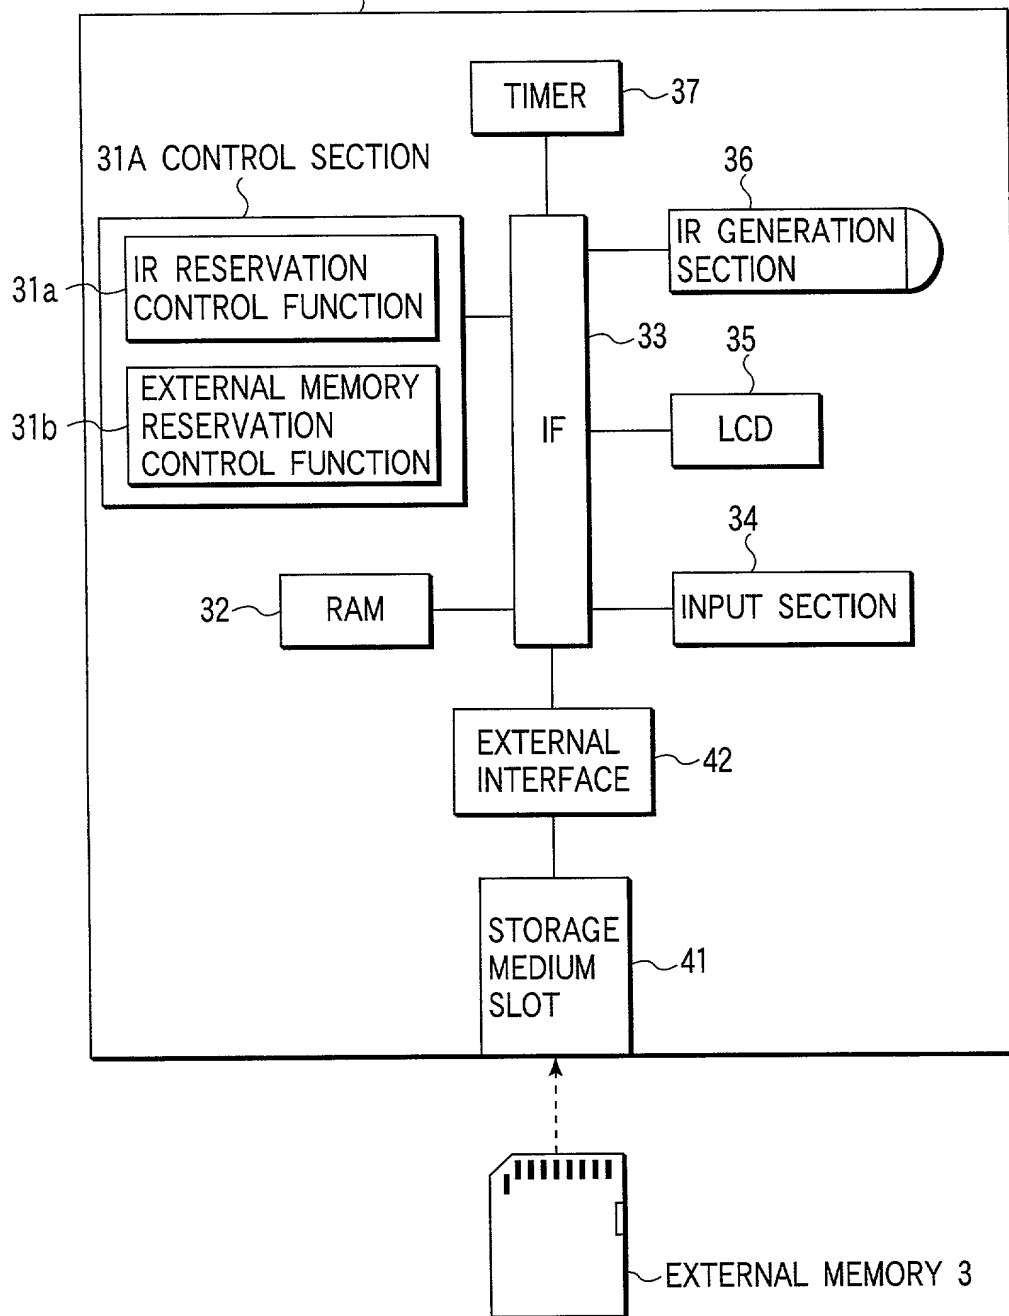 TIMER
37
31A CONTROL SECTION
36
IR GENERATION
SECTION
31a
IR RESERVATION
CONTROL FUNCTION
33
35
31b
EXTERNAL MEMORY
RESERVATION
CONTROL FUNCTION
IF
LCD
34
32
RAM
INPUT SECTION
EXTERNAL
INTERFACE
42
STORAGE
MEDIUM
SLOT
41
EXTERNAL MEMORY 3